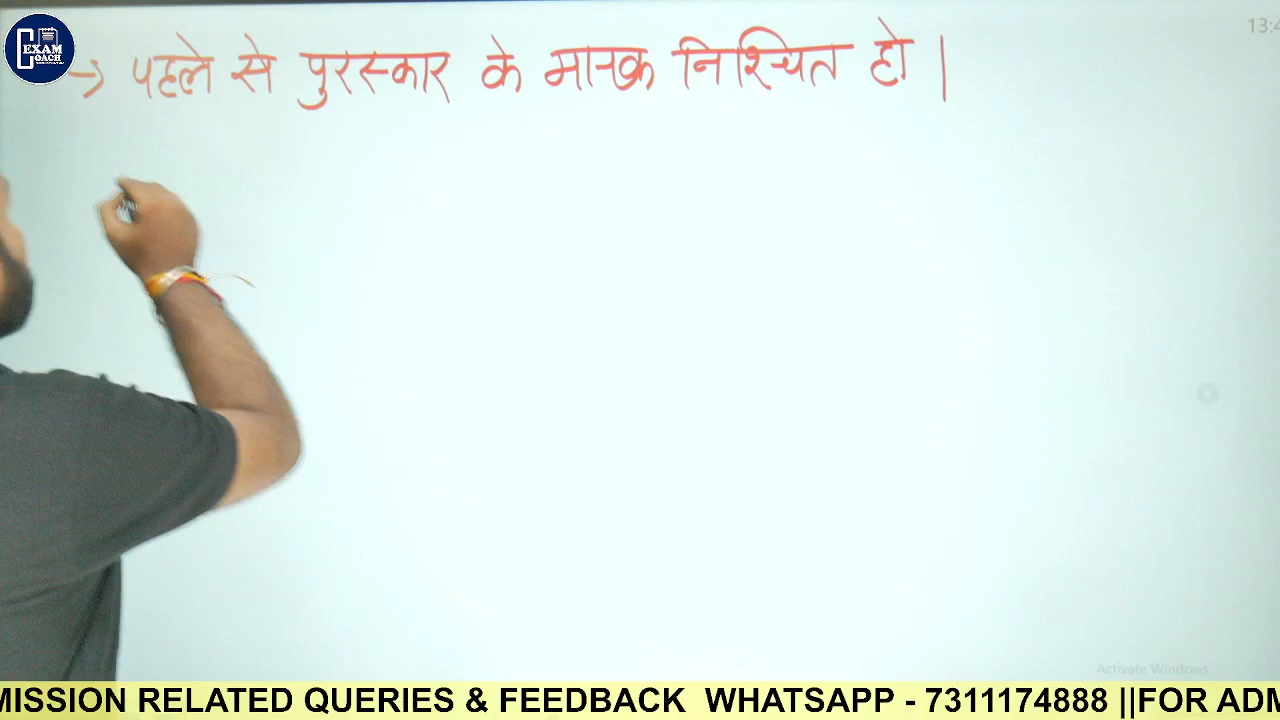 EXAM
COACH
13:4
→ पहले से पुरस्कार के मानक निश्चित हो |
Activate Windows
MISSION RELATED QUERIES & FEEDBACK WHATSAPP - 7311174888 ||FOR ADM